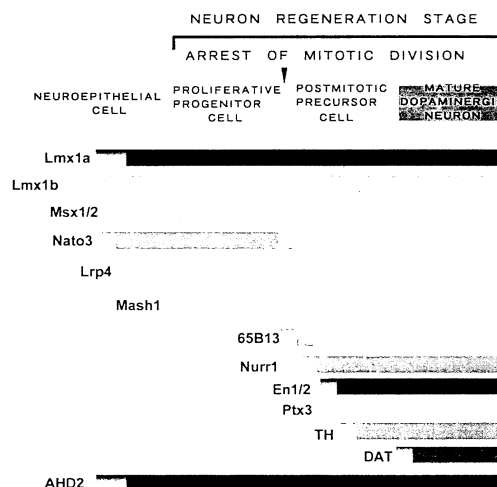 NEURON REGENERATION STAGE
ARREST OF MITOTIC DIVISION
NEUROEPITHELIAL
CELL
PROLIFERATIVE
PROGENITOR
CELL
POSTMITOTIC
PRECURSOR
CELL
MATURE
DOPAMINERGI
NEURON
Lmx1a
Lmx1b
Msx1/2
Nato3
Lrp4
Mash1
65B13
Nurr1
En1/2
Ptx3
TH
DAT
AHD2